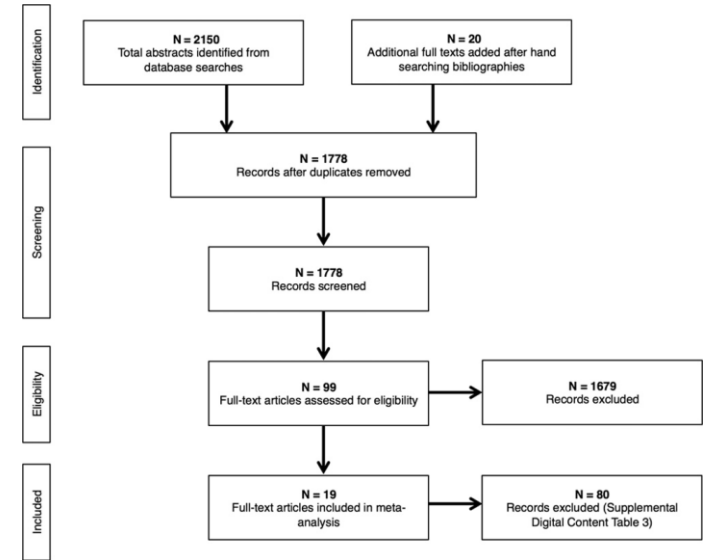 Identification
N = 2150
Total abstracts identified from
database searches
N = 20
Additional full texts added after hand
searching bibliographies
Screening
N = 1778
Records after duplicates removed
N = 1778
Records screened
Eligibility
N = 99
Full-text articles assessed for eligibility
N = 1679
Records excluded
Included
N = 19
Full-text articles included in meta-
analysis
N = 80
Records excluded (Supplemental
Digital Content Table 3)